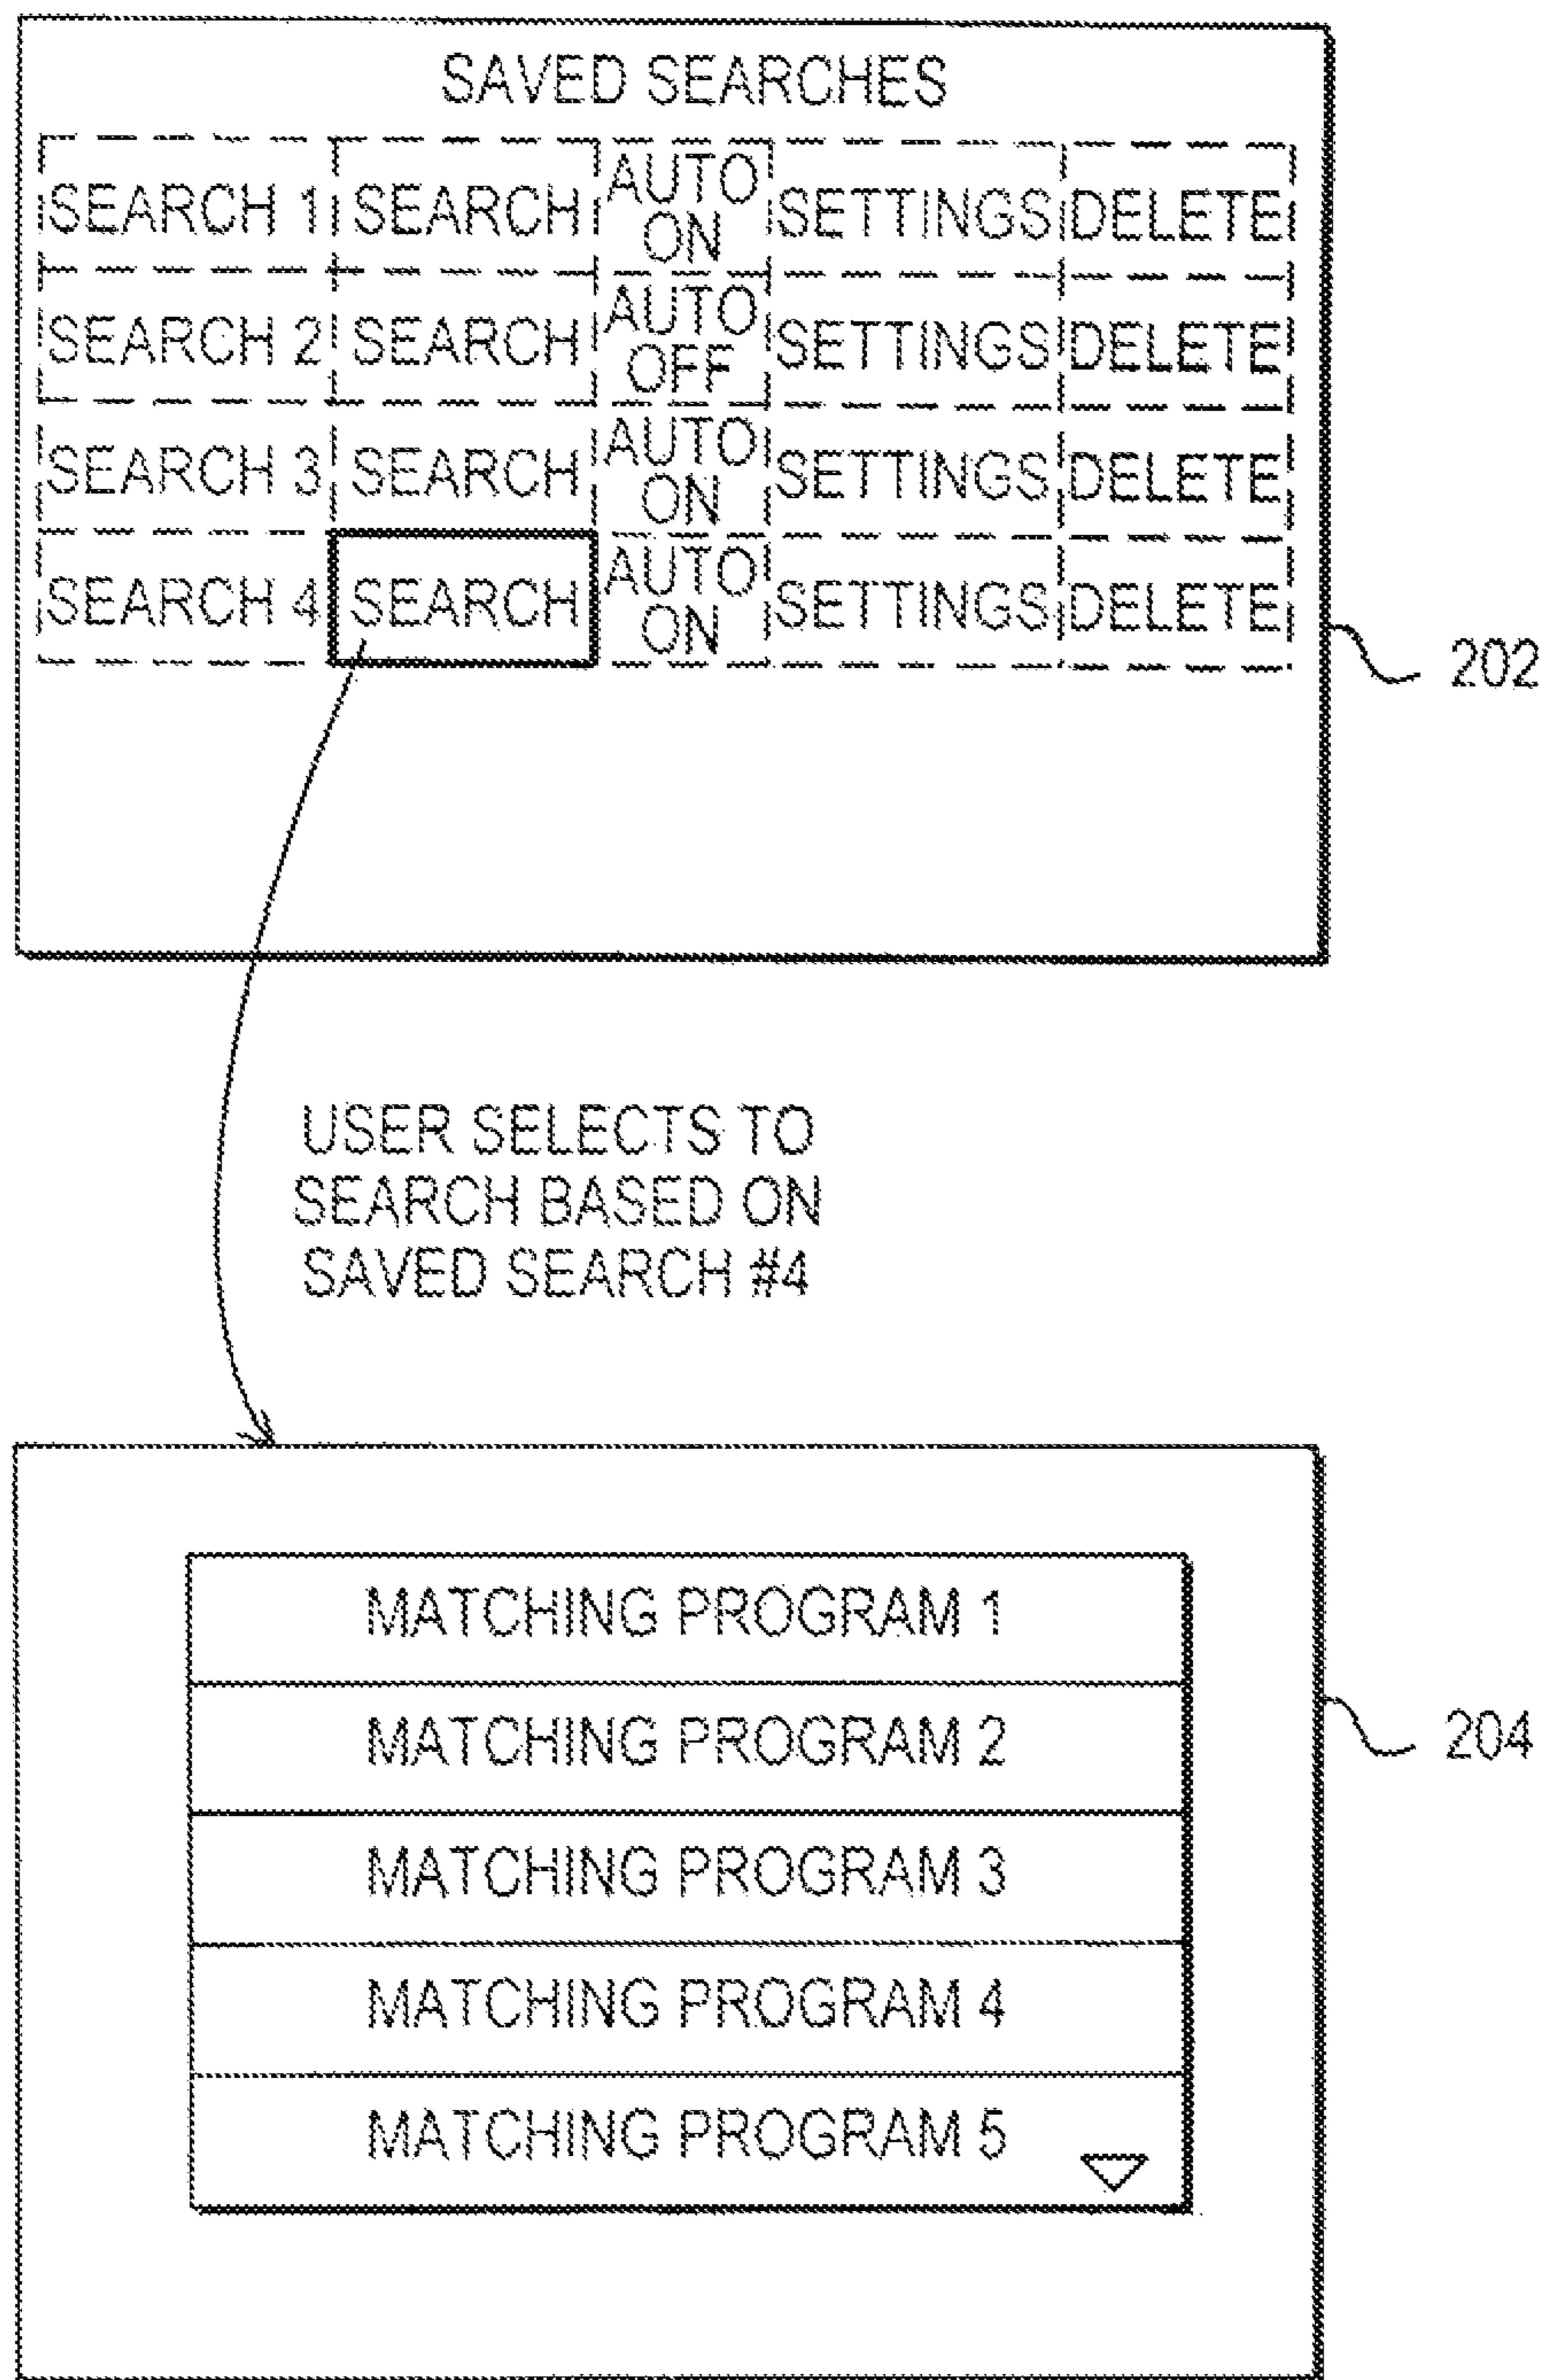 SAVED SEARCHES
SEARCH 1 SEARCH AUTO ON SETTINGS DELETE
SEARCH 2 SEARCH AUTO OFF SETTINGS DELETE
SEARCH 3 SEARCH AUTO ON SETTINGS DELETE
SEARCH 4 SEARCH AUTO ON SETTINGS DELETE
202
USER SELECTS TO
SEARCH BASED ON
SAVED SEARCH #4
MATCHING PROGRAM 1
MATCHING PROGRAM 2
204
MATCHING PROGRAM 3
MATCHING PROGRAM 4
MATCHING PROGRAM 5